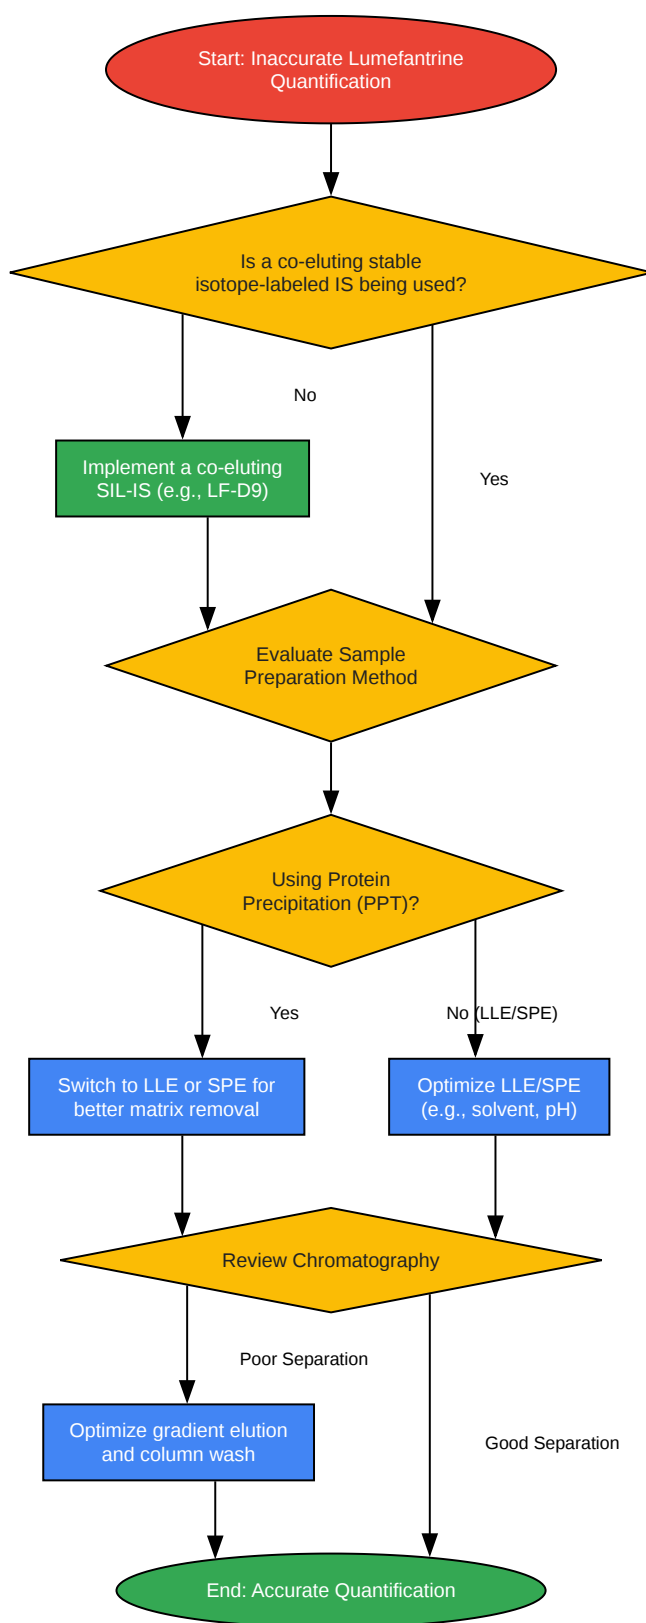 Start: Inaccurate Lumefantrine
Quantification
Is a co-eluting stable
isotope-labeled IS being used?
No
Implement a co-eluting
SIL-IS (e.g., LF-D9)
Yes
Evaluate Sample
Preparation Method
Using Protein
Precipitation (PPT)?
Yes
No (LLE/SPE)
Switch to LLE or SPE for
better matrix removal
Optimize LLE/SPE
(e.g., solvent, pH)
Review Chromatography
Poor Separation
Optimize gradient elution
and column wash
Good Separation
End: Accurate Quantification